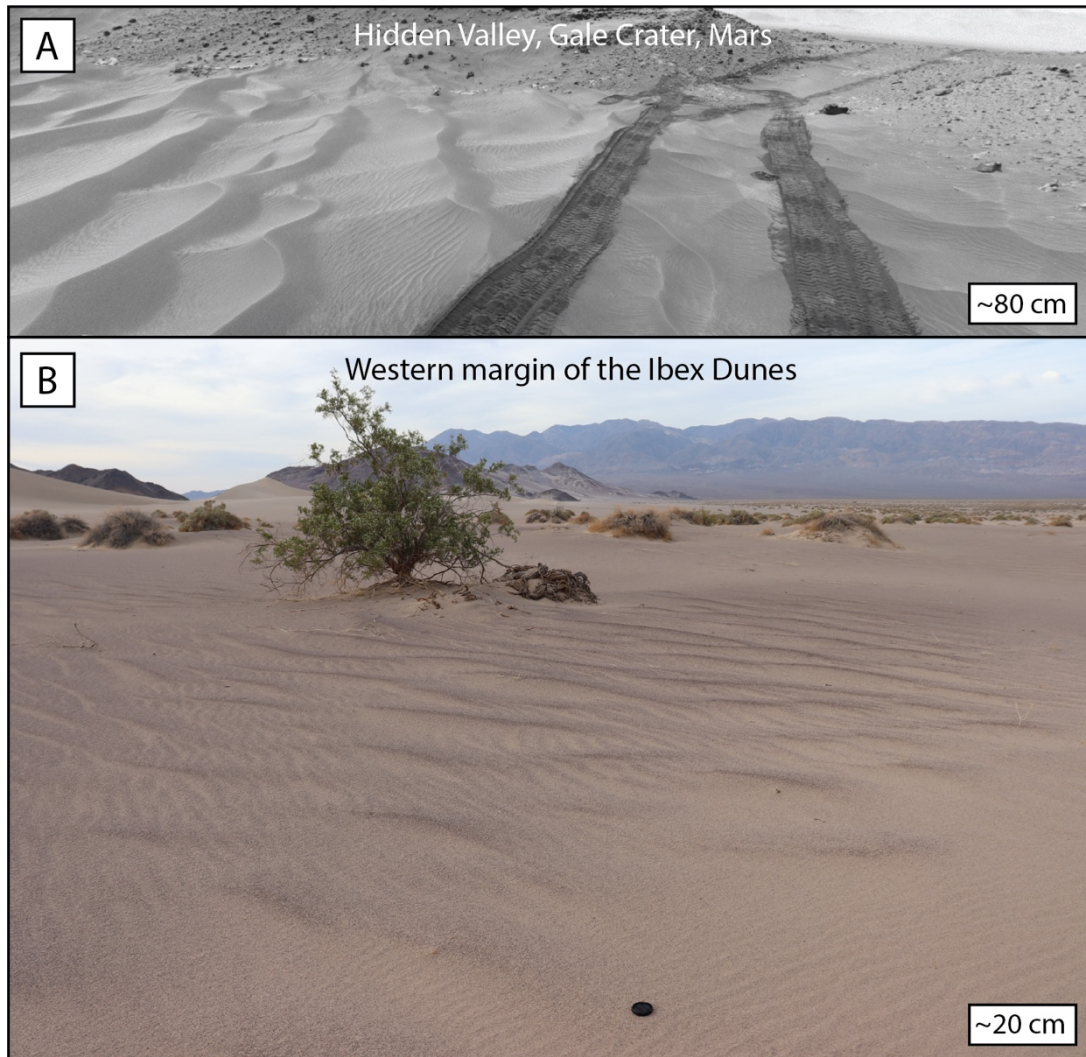 A
Hidden Valley, Gale Crater, Mars
~80 cm
B
Western margin of the Ibex Dunes
~20 cm